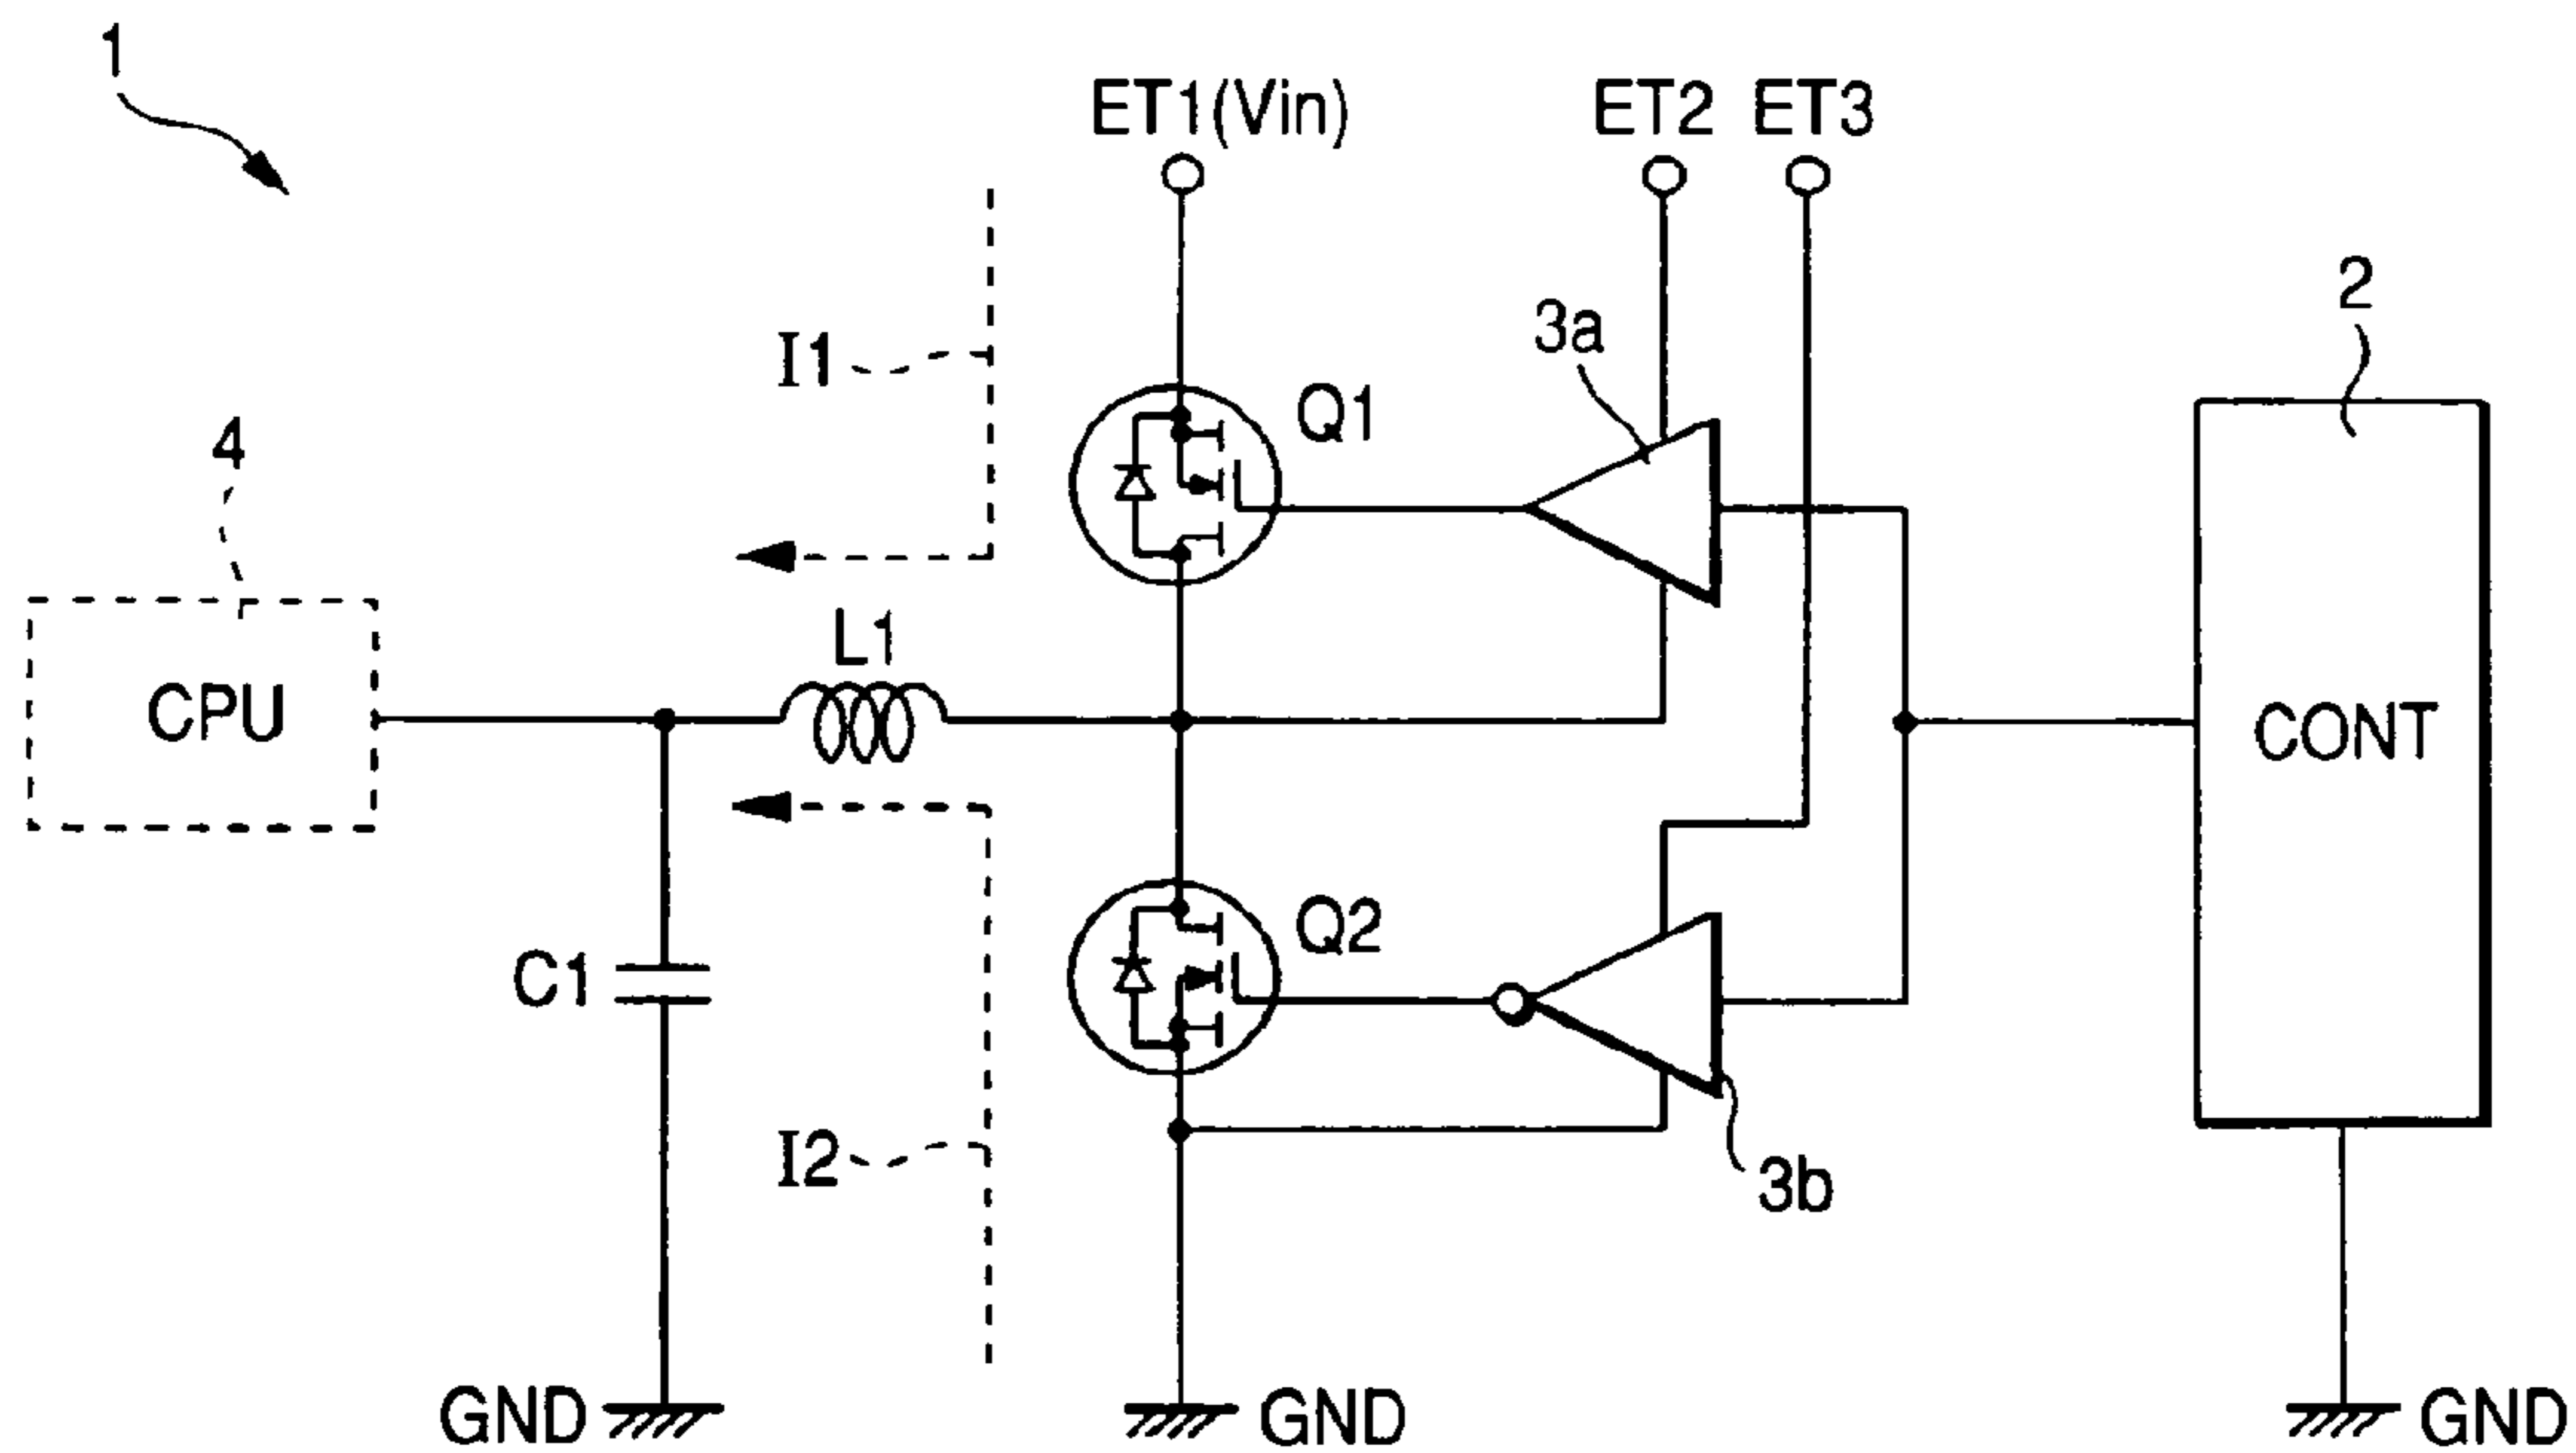 1
ET1(Vin)
ET2
ET3
2
3a
I1
Q1
4
L1
CPU
CONT
Q2
C1
I2
3b
GND
GND
GND